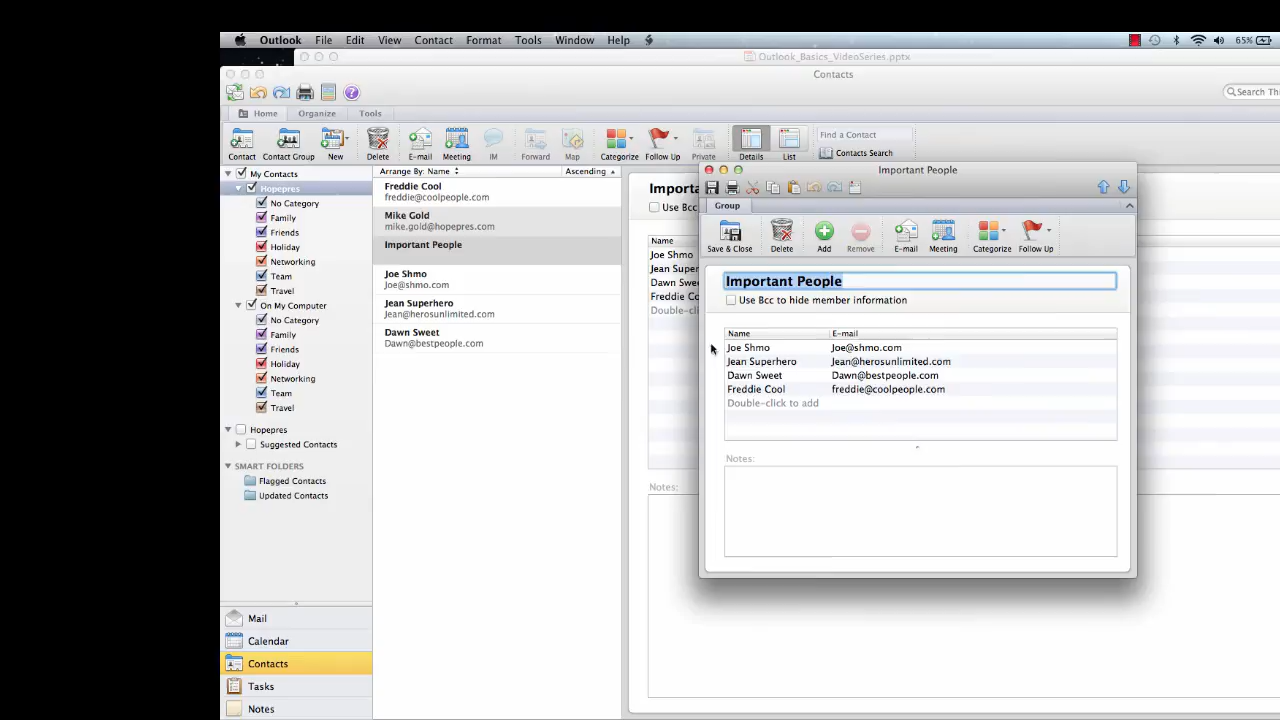 Outlook File Edit View Contact Format Tools Window Help 65%
Outlook_Basics_VideoSeries.pptx
Contacts
Search Thi
Home Organize Tools
Contact Contact Group New Delete E-mail Meeting IM Forward Map Categorize Follow Up Private Details List
Find a Contact
Contacts Search
My Contacts
Hopepres
No Category
Family
Friends
Holiday
Networking
Team
Travel
On My Computer
No Category
Family
Friends
Holiday
Networking
Team
Travel
Hopepres
Suggested Contacts
SMART FOLDERS
Flagged Contacts
Updated Contacts
Mail
Calendar
Contacts
Tasks
Notes
Arrange By: Name Ascending
Freddie Cool
freddie@coolpeople.com
Mike Gold
mike.gold@hopepres.com
Important People
Joe Shmo
Joe@shmo.com
Jean Superhero
Jean@herosunlimited.com
Dawn Sweet
Dawn@bestpeople.com
Importa
Use Bcc
Name
Joe Shmo
Jean Super
Dawn Swee
Freddie Co
Double-cli
Notes:
Important People
Group
Save & Close Delete Add Remove E-mail Meeting Categorize Follow Up
Important People
Use Bcc to hide member information
Name E-mail
Joe Shmo Joe@shmo.com
Jean Superhero Jean@herosunlimited.com
Dawn Sweet Dawn@bestpeople.com
Freddie Cool freddie@coolpeople.com
Double-click to add
Notes: